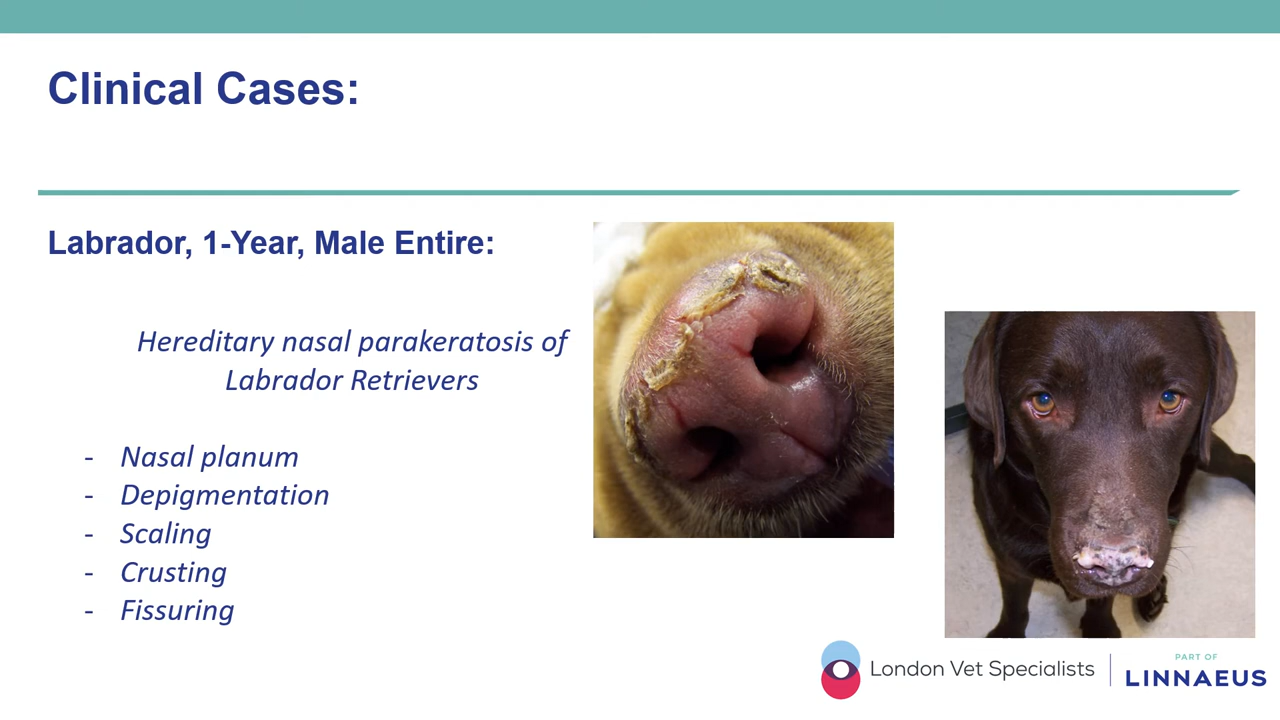 Clinical Cases:
Labrador, 1-Year, Male Entire:
Hereditary nasal parakeratosis of
Labrador Retrievers
- Nasal planum
- Depigmentation
- Scaling
- Crusting
- Fissuring
London Vet Specialists
PART OF
LINNAEUS